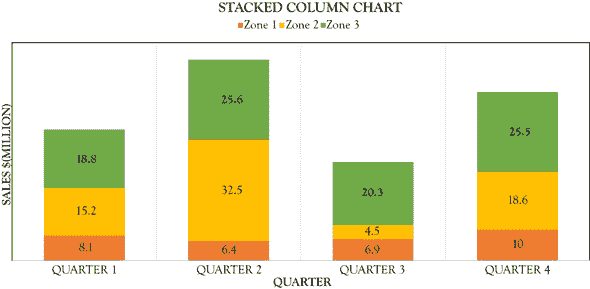 STACKED COLUMN CHART
Zone 1 Zone 2 Zone 3
SALES $(MILLION)
18.8
15.2
8.1
25.6
32.5
6.4
20.3
4.5
6.9
25.5
18.6
10
QUARTER 1 QUARTER 2 QUARTER 3 QUARTER 4
QUARTER